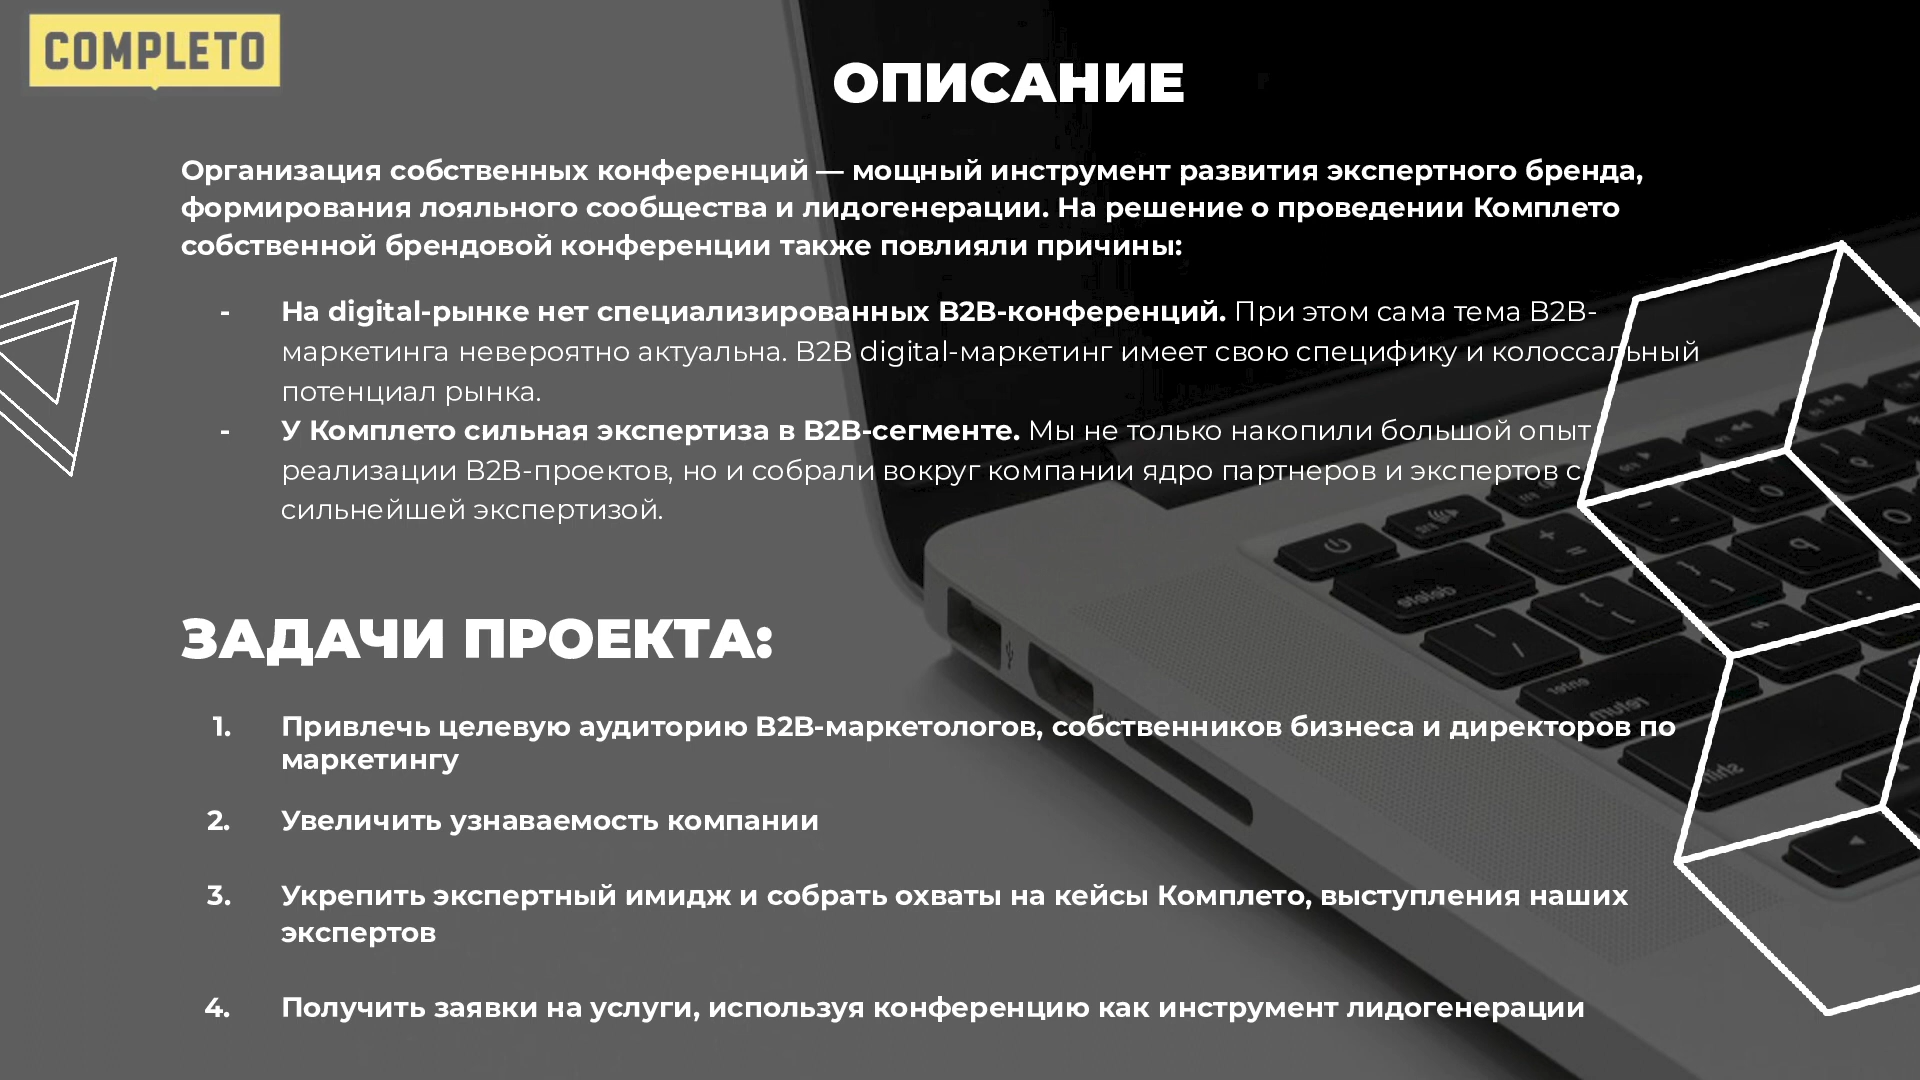 COMPLETO
ОПИСАНИЕ
Организация собственных конференций — мощный инструмент развития экспертного бренда,
формирования лояльного сообщества и лидогенерации. На решение о проведении Комплето
собственной брендовой конференции также повлияли причины:
- На digital-рынке нет специализированных B2B-конференций. При этом сама тема B2B-
маркетинга невероятно актуальна. B2B digital-маркетинг имеет свою специфику и колоссальный
потенциал рынка.
- У Комплето сильная экспертиза в B2B-сегменте. Мы не только накопили большой опыт
реализации B2B-проектов, но и собрали вокруг компании ядро партнеров и экспертов с
сильнейшей экспертизой.
ЗАДАЧИ ПРОЕКТА:
1. Привлечь целевую аудиторию B2B-маркетологов, собственников бизнеса и директоров по
маркетингу
2. Увеличить узнаваемость компании
3. Укрепить экспертный имидж и собрать охваты на кейсы Комплето, выступления наших
экспертов
4. Получить заявки на услуги, используя конференцию как инструмент лидогенерации
delete
enter
return
shift